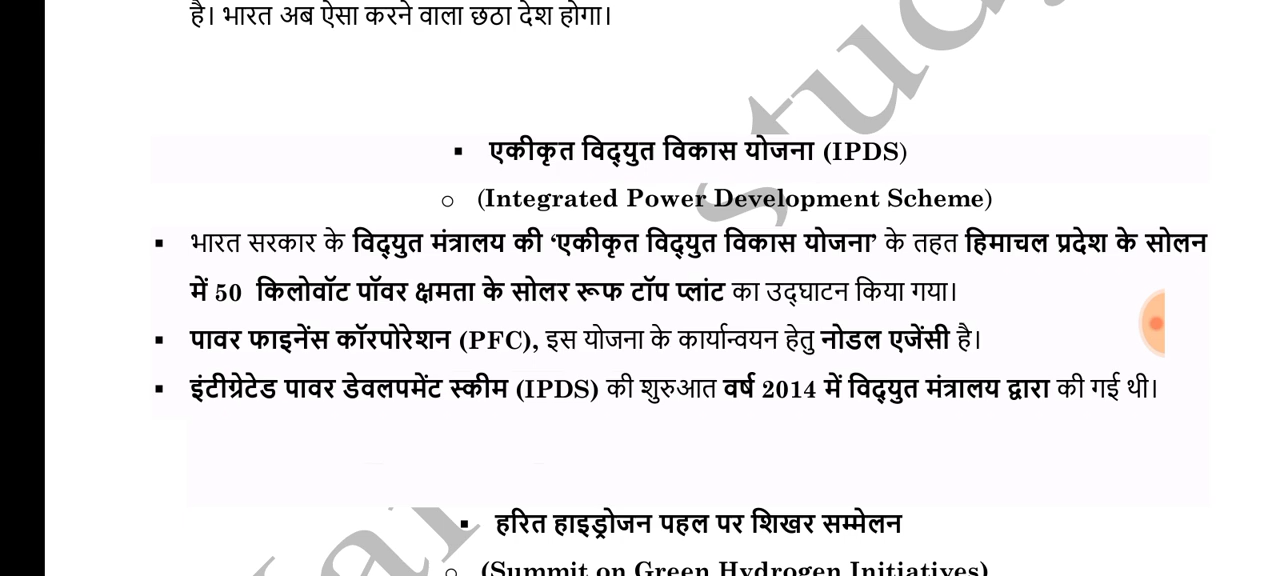 है। भारत अब ऐसा करने वाला छठा देश होगा।
▪ एकीकृत विद्युत विकास योजना (IPDS)
o (Integrated Power Development Scheme)
▪ भारत सरकार के विद्युत मंत्रालय की ‘एकीकृत विद्युत विकास योजना’ के तहत हिमाचल प्रदेश के सोलन
में 50 किलोवॉट पॉवर क्षमता के सोलर रूफ टॉप प्लांट का उद्घाटन किया गया।
▪ पावर फाइनेंस कॉरपोरेशन (PFC), इस योजना के कार्यान्वयन हेतु नोडल एजेंसी है।
▪ इंटीग्रेटेड पावर डेवलपमेंट स्कीम (IPDS) की शुरुआत वर्ष 2014 में विद्युत मंत्रालय द्वारा की गई थी।
▪ हरित हाइड्रोजन पहल पर शिखर सम्मेलन
o (Summit on Green Hydrogen Initiatives)